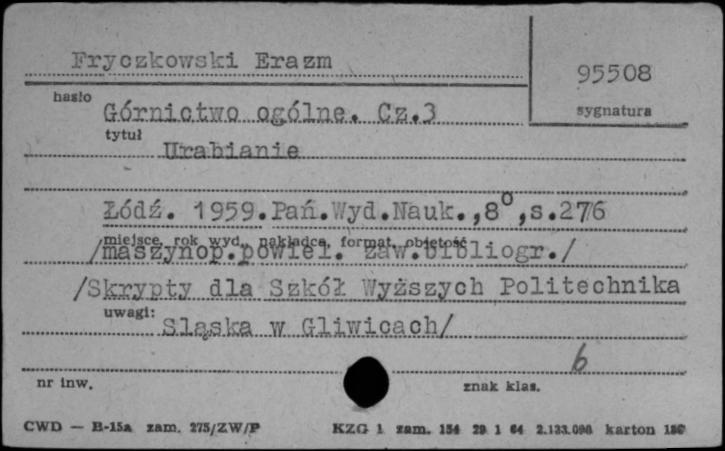 Fryczkowski Erazm
95508
hasło
sygnatura
Górnictwo ogólne. Cz.3
tytuł
Urabianie
Łódź. 1959.Pań.Wyd.Nauk.,8°,s.276
miejsce, rok wyd., nakładca, format, objętość
/maszynop.powiel. zaw.bibliogr./
/Skrypty dla Szkół Wyższych Politechnika
uwagi:
Sląska w Gliwicach/
6
nr inw.
znak klas.
CWD — B-15a zam. 275/ZW/P
KZG 1 zam. 154 29 1 64 2.133.098 karton